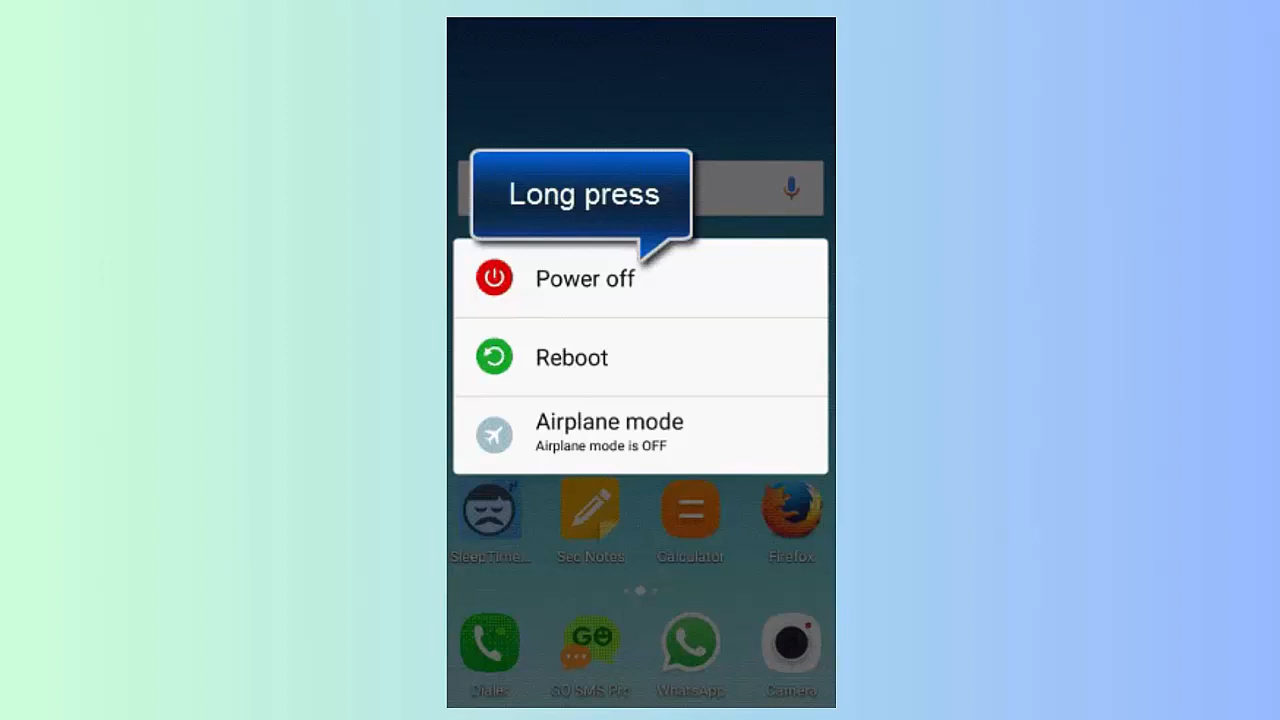 Long press
Power off
Reboot
Airplane mode
Airplane mode is OFF
SleepTime...
Sec Notes
Calculator
Firefox
GO
Dialer
GO SMS Pro
WhatsApp
Camera